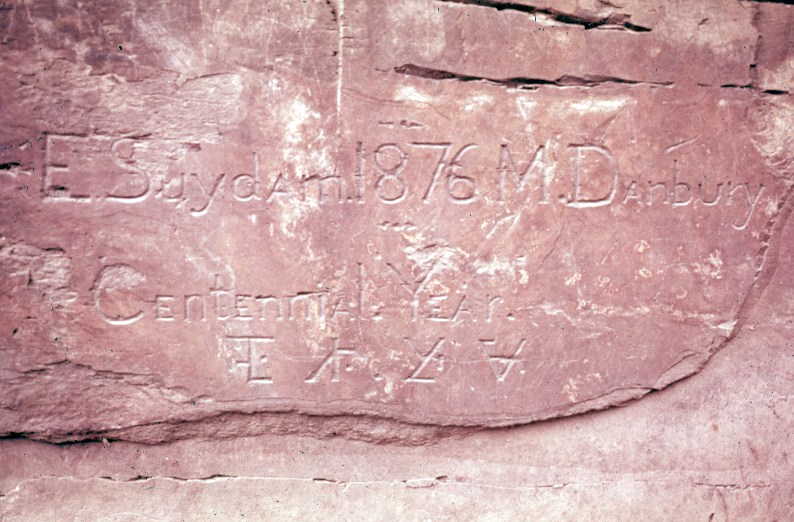 E. Suydam. 1876. M. Danbury
Centennial. Year.